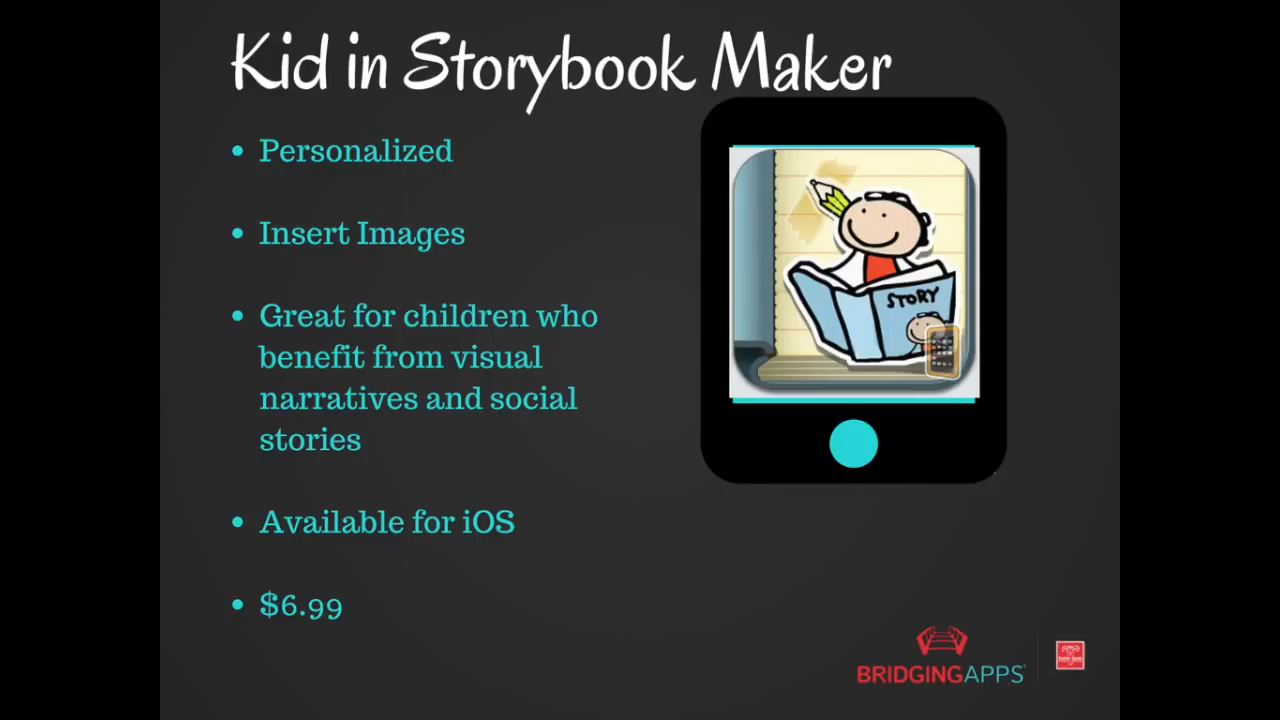 Kid in Storybook Maker
• Personalized
• Insert Images
• Great for children who
benefit from visual
narratives and social
stories
• Available for iOS
• $6.99
STORY
BRIDGINGAPPS